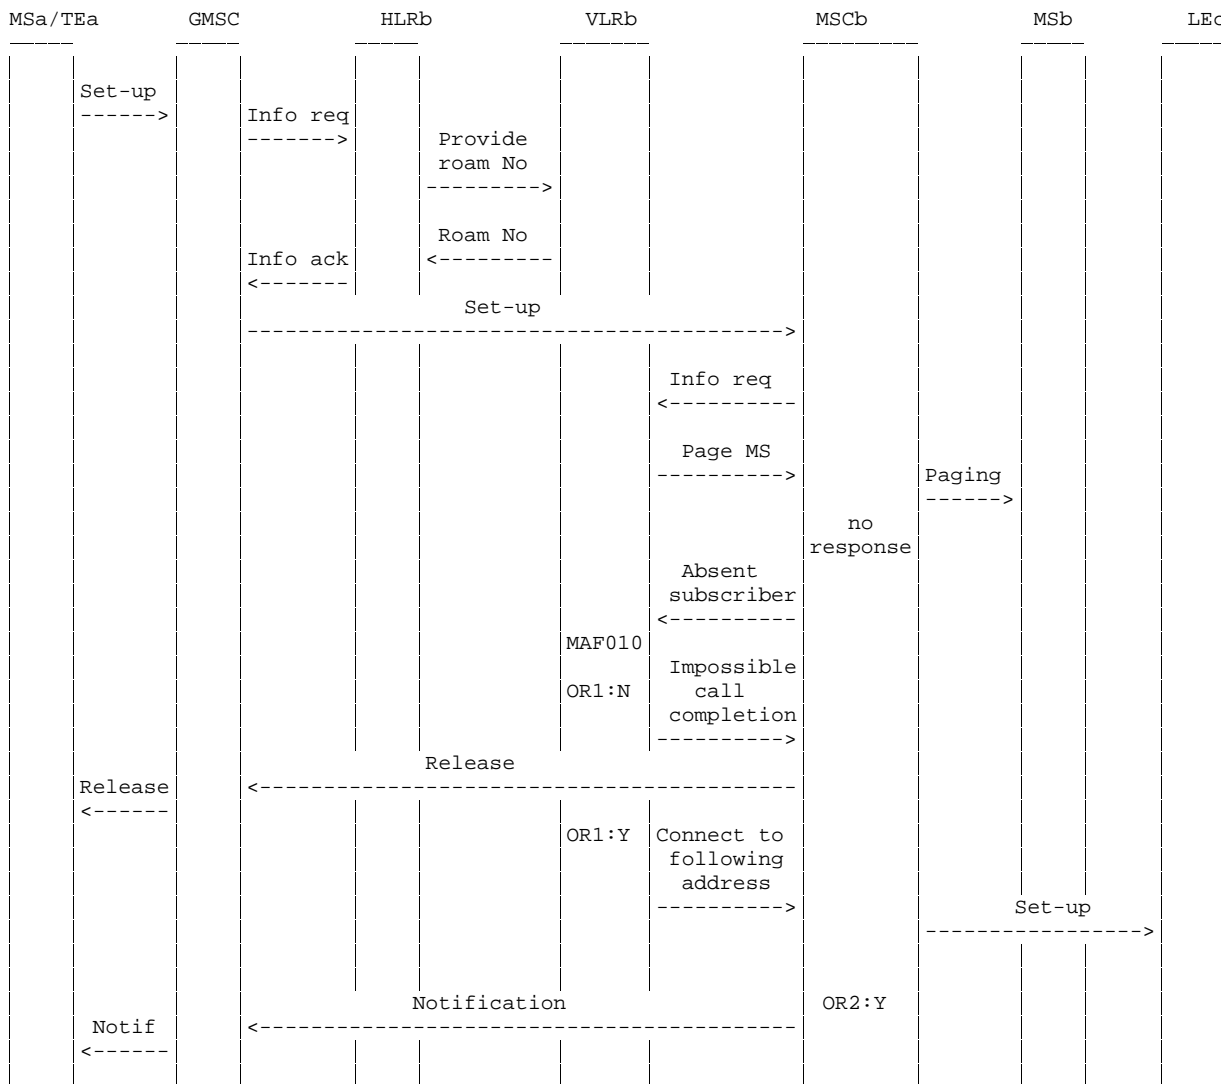 MSa/TEa GMSC HLRb VLRb MSCb MSb LEc
Set-up
------> Info req
-------> Provide
roam No
--------->
Roam No
Info ack <---------
<-------
Set-up
------------------------------------------>
Info req
<----------
Page MS
----------> Paging
------>
no
response
Absent
subscriber
<----------
MAF010
Impossible
OR1:N call
completion
---------->
Release
Release <------------------------------------------
<------
OR1:Y Connect to
following
address
----------> Set-up
----------------->
Notification OR2:Y
Notif <------------------------------------------
<------